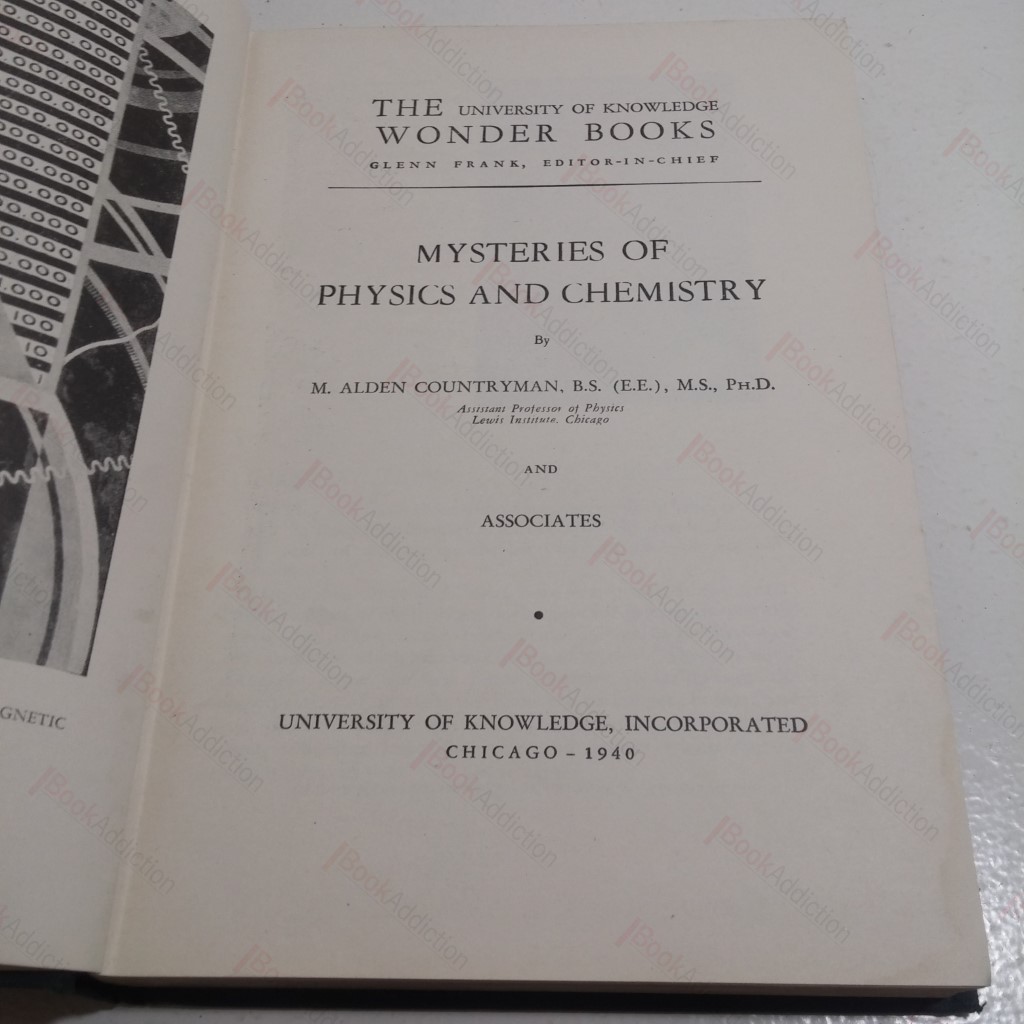 THE UNIVERSITY OF KNOWLEDGE
WONDER BOOKS
GLENN FRANK, EDITOR-IN-CHIEF
MYSTERIES OF
PHYSICS AND CHEMISTRY
By
M. ALDEN COUNTRYMAN, B.S. (E.E.), M.S., PH.D.
Assistant Professor of Physics
Lewis Institute, Chicago
AND
ASSOCIATES
•
UNIVERSITY OF KNOWLEDGE, INCORPORATED
CHICAGO – 1940
GNETIC
BookAddiction